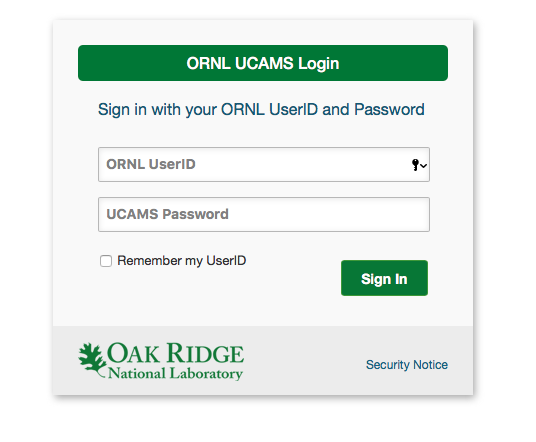 ORNL UCAMS Login
Sign in with your ORNL UserID and Password
ORNL UserID
UCAMS Password
Remember my UserID
Sign In
OAK RIDGE
National Laboratory
Security Notice